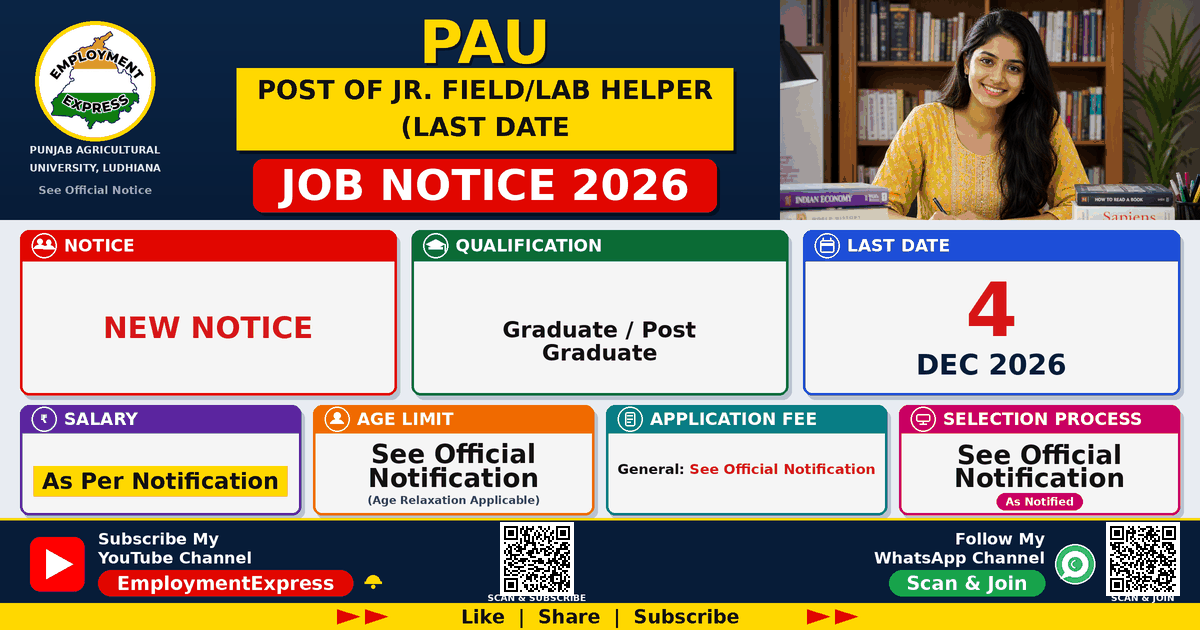 EMPLOYMENT
EXPRESS
PUNJAB AGRICULTURAL
UNIVERSITY, LUDHIANA
See Official Notice
PAU
POST OF JR. FIELD/LAB HELPER
(LAST DATE
JOB NOTICE 2026
INDIAN ECONOMY
WORLD HISTORY
HOW TO READ A BOOK
Sapiens
NOTICE
NEW NOTICE
QUALIFICATION
Graduate / Post
Graduate
LAST DATE
4
DEC 2026
₹ SALARY
As Per Notification
AGE LIMIT
See Official
Notification
(Age Relaxation Applicable)
APPLICATION FEE
General: See Official Notification
SELECTION PROCESS
See Official
Notification
As Notified
Subscribe My
YouTube Channel
EmploymentExpress
SCAN & SUBSCRIBE
Follow My
WhatsApp Channel
Scan & Join
SCAN & JOIN
Like | Share | Subscribe